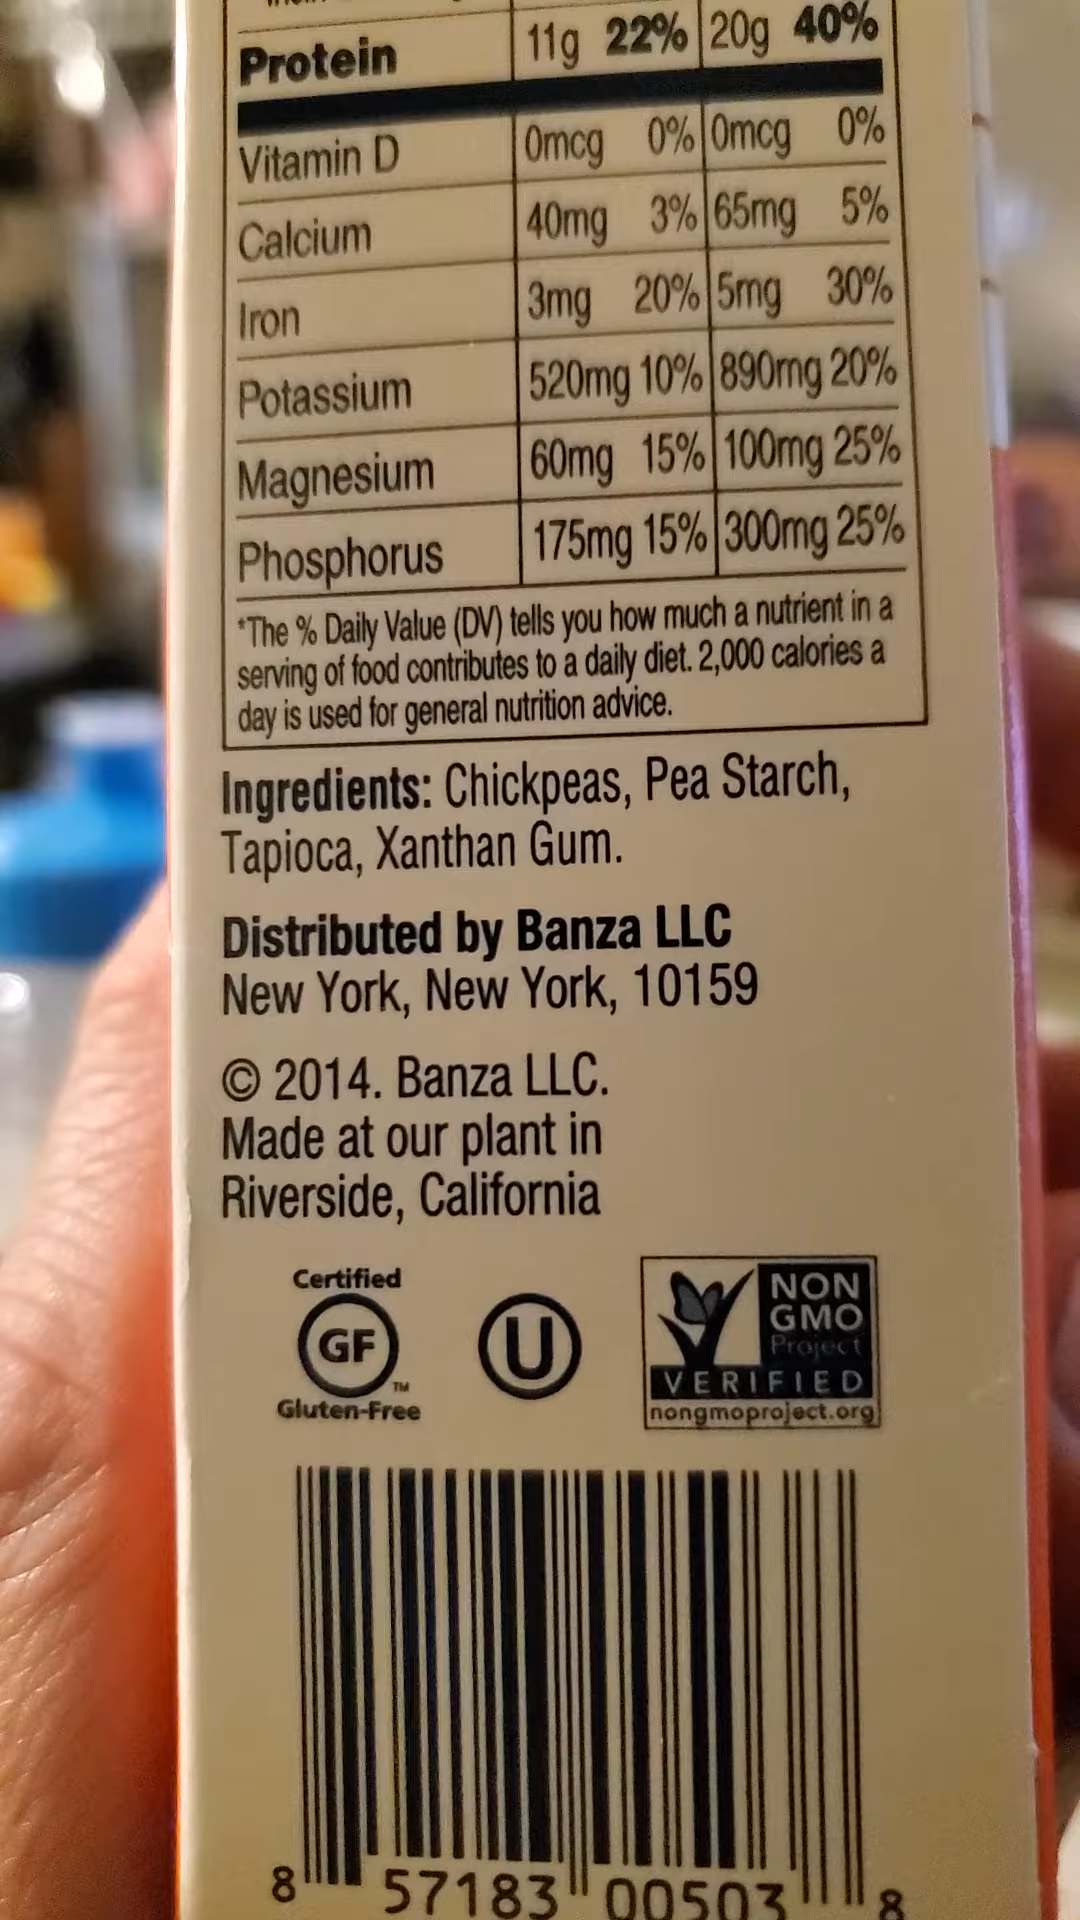 Protein 11g 22% 20g 40%
Vitamin D 0mcg 0% 0mcg 0%
Calcium 40mg 3% 65mg 5%
Iron 3mg 20% 5mg 30%
Potassium 520mg 10% 890mg 20%
Magnesium 60mg 15% 100mg 25%
Phosphorus 175mg 15% 300mg 25%
*The % Daily Value (DV) tells you how much a nutrient in a
serving of food contributes to a daily diet. 2,000 calories a
day is used for general nutrition advice.
Ingredients: Chickpeas, Pea Starch,
Tapioca, Xanthan Gum.
Distributed by Banza LLC
New York, New York, 10159
© 2014. Banza LLC.
Made at our plant in
Riverside, California
Certified
GF
™
Gluten-Free
U
NON
GMO
Project
VERIFIED
nongmoproject.org
8 57183 00503 8